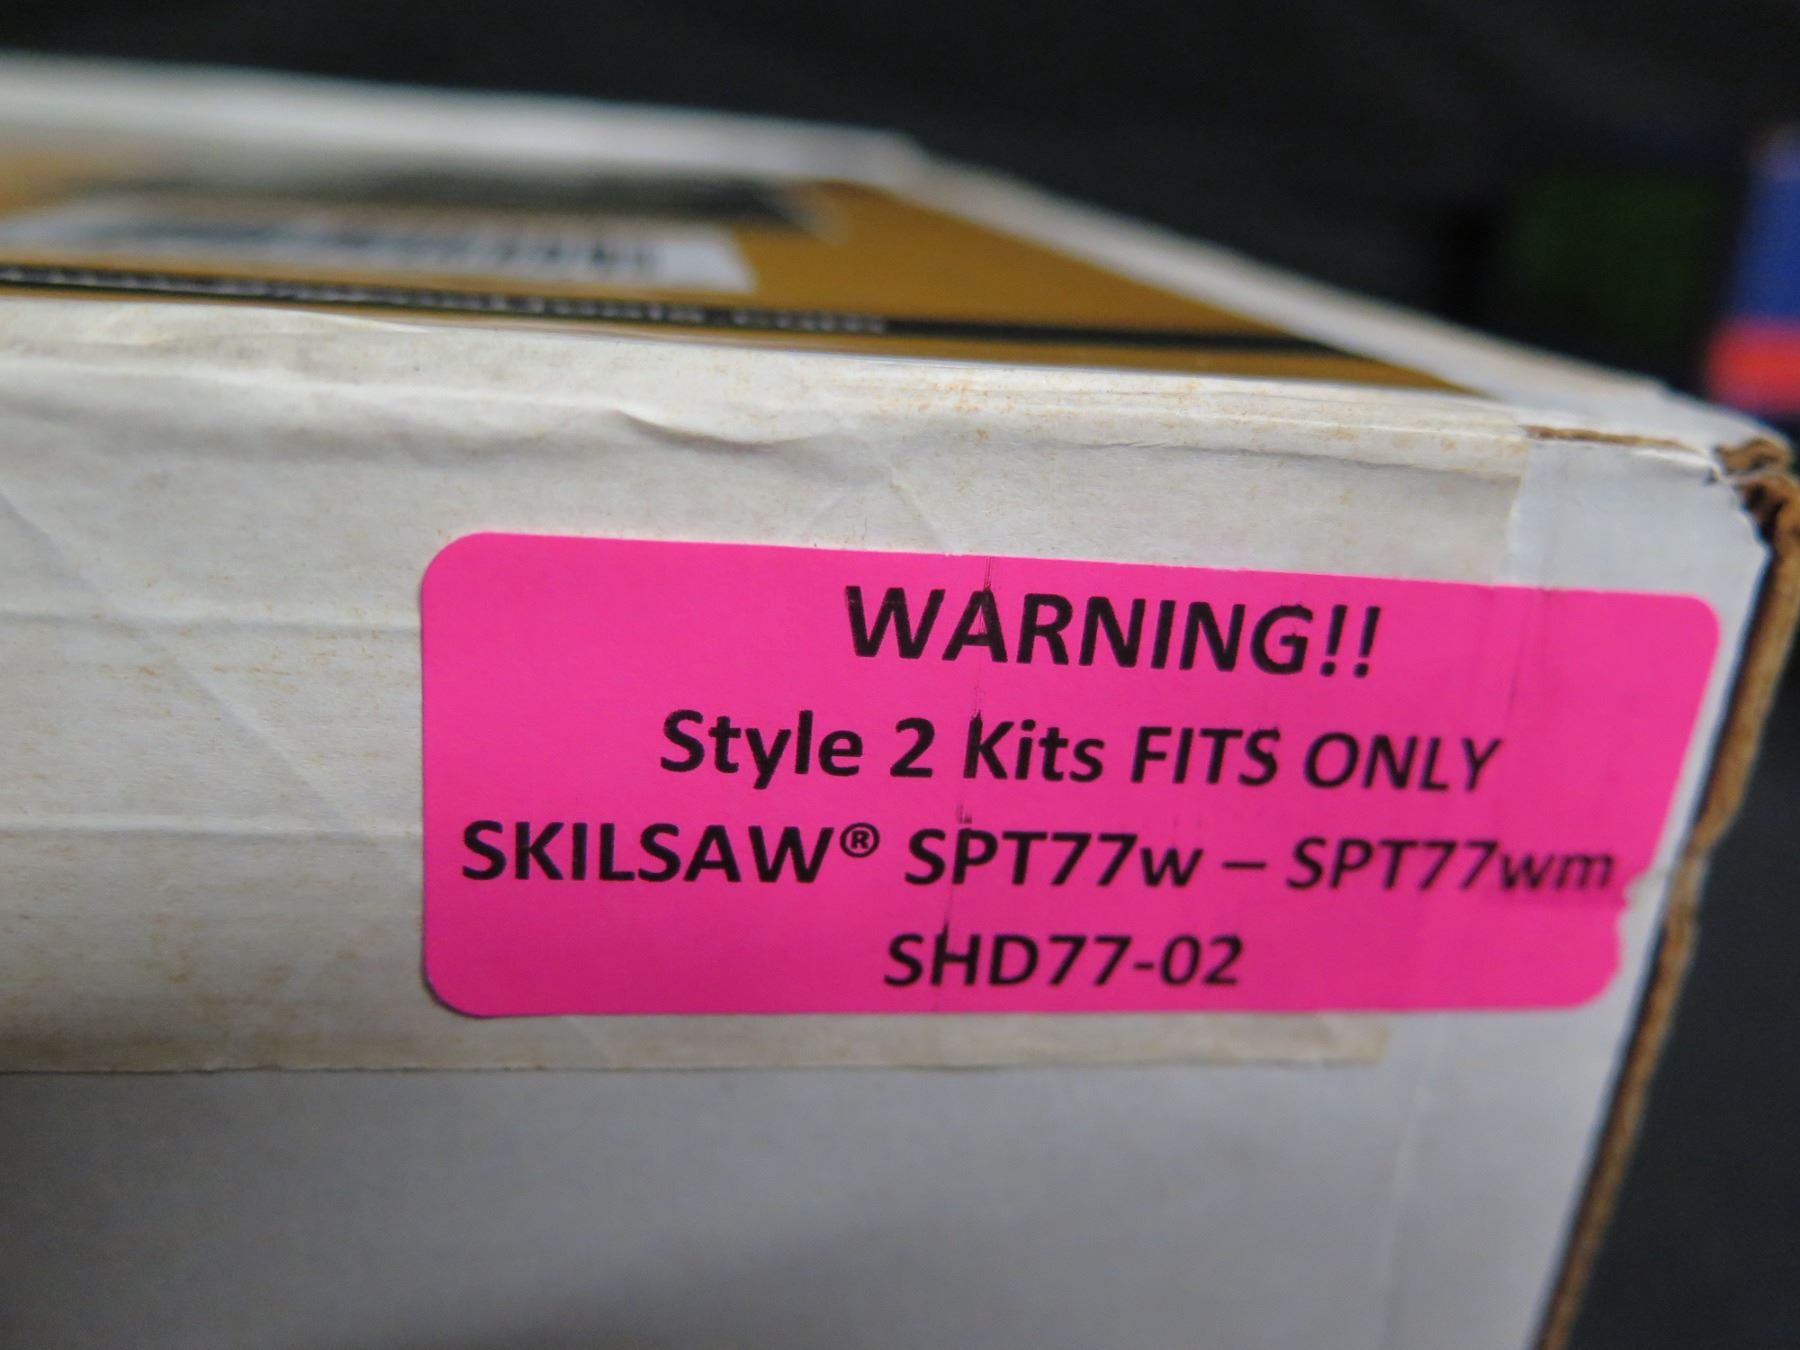 WARNING!!
Style 2 Kits FITS ONLY
SKILSAW® SPT77w – SPT77wm
SHD77-02